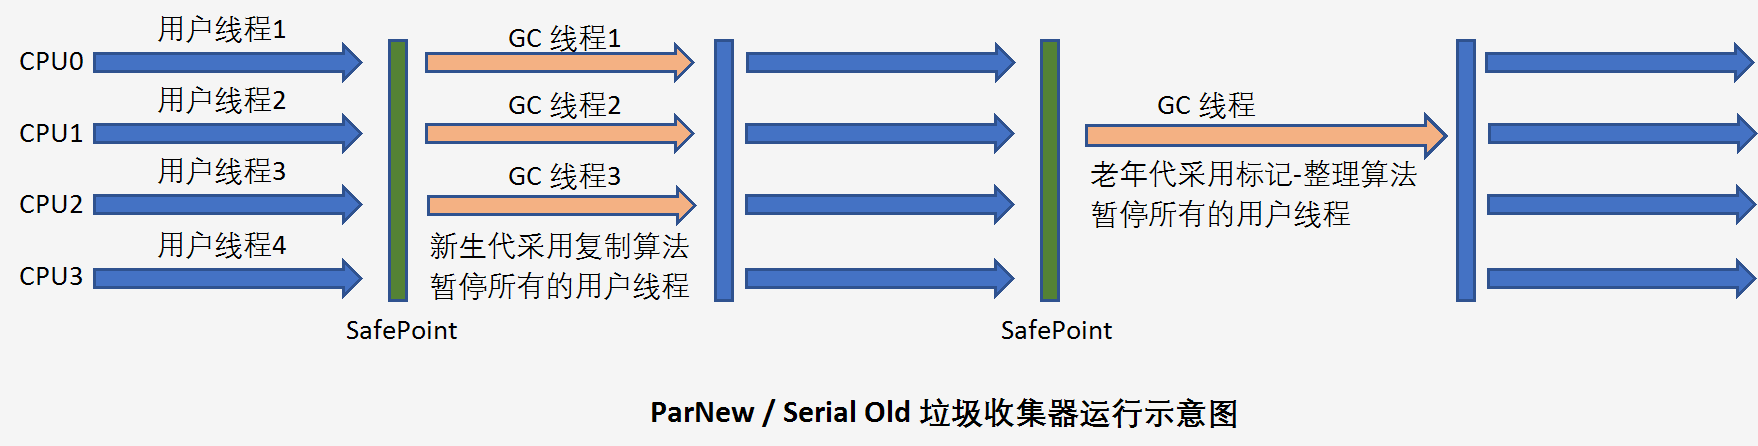 用户线程1
GC 线程1
CPU0
用户线程2
GC 线程2
GC 线程
CPU1
用户线程3
GC 线程3
老年代采用标记-整理算法
CPU2
暂停所有的用户线程
用户线程4
新生代采用复制算法
CPU3
暂停所有的用户线程
SafePoint
SafePoint
ParNew / Serial Old 垃圾收集器运行示意图